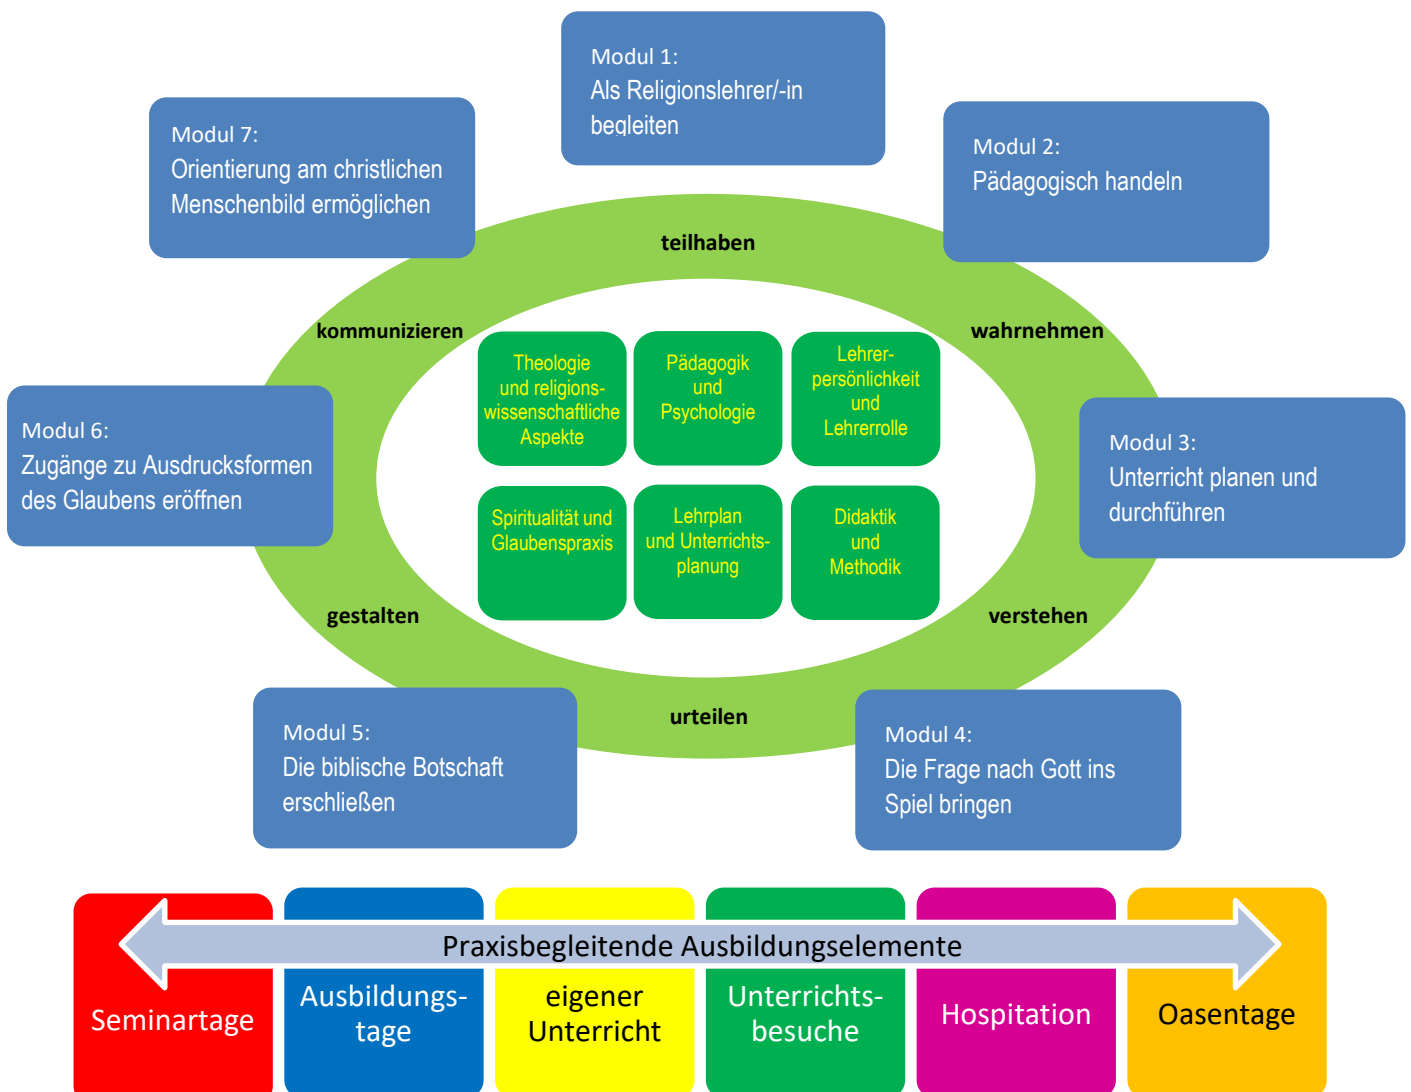 Modul 1:
Als Religionslehrer/-in
begleiten
Modul 7:
Orientierung am christlichen
Menschenbild ermöglichen
Modul 2:
Pädagogisch handeln
teilhaben
kommunizieren
wahrnehmen
Theologie
und religions-
wissenschaftliche
Aspekte
Pädagogik
und
Psychologie
Lehrer-
persönlichkeit
und
Lehrerrolle
Modul 6:
Zugänge zu Ausdrucksformen
des Glaubens eröffnen
Modul 3:
Unterricht planen und
durchführen
Spiritualität und
Glaubenspraxis
Lehrplan
und Unterrichts-
planung
Didaktik
und
Methodik
gestalten
verstehen
urteilen
Modul 5:
Die biblische Botschaft
erschließen
Modul 4:
Die Frage nach Gott ins
Spiel bringen
Praxisbegleitende Ausbildungselemente
Seminartage
Ausbildungs-
tage
eigener
Unterricht
Unterrichts-
besuche
Hospitation
Oasentage